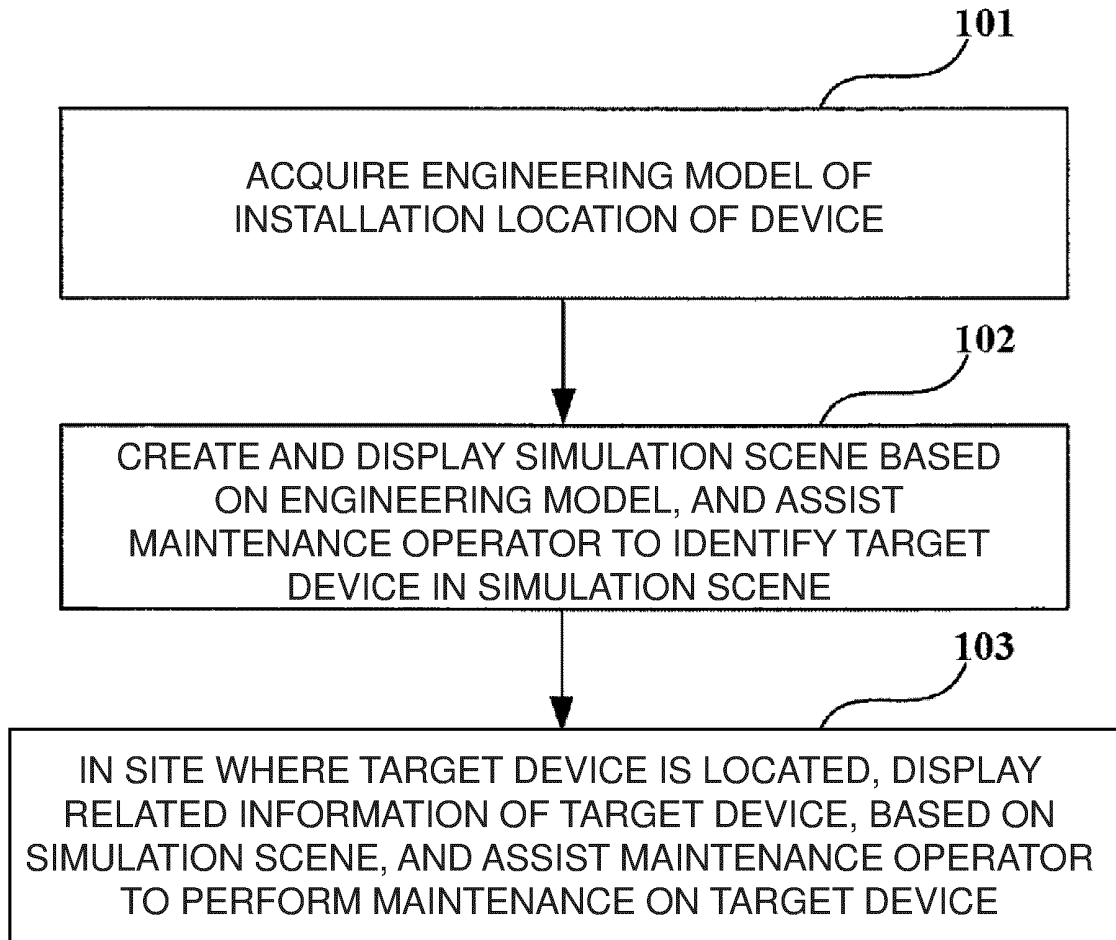 101
ACQUIRE ENGINEERING MODEL OF
INSTALLATION LOCATION OF DEVICE
102
CREATE AND DISPLAY SIMULATION SCENE BASED
ON ENGINEERING MODEL, AND ASSIST
MAINTENANCE OPERATOR TO IDENTIFY TARGET
DEVICE IN SIMULATION SCENE
103
IN SITE WHERE TARGET DEVICE IS LOCATED, DISPLAY
RELATED INFORMATION OF TARGET DEVICE, BASED ON
SIMULATION SCENE, AND ASSIST MAINTENANCE OPERATOR
TO PERFORM MAINTENANCE ON TARGET DEVICE